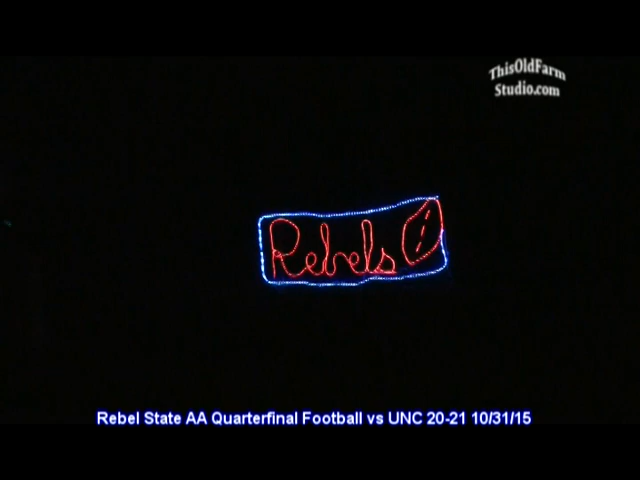 ThisOldFarm
Studio.com
Rebels
Rebel State AA Quarterfinal Football vs UNC 20-21 10/31/15